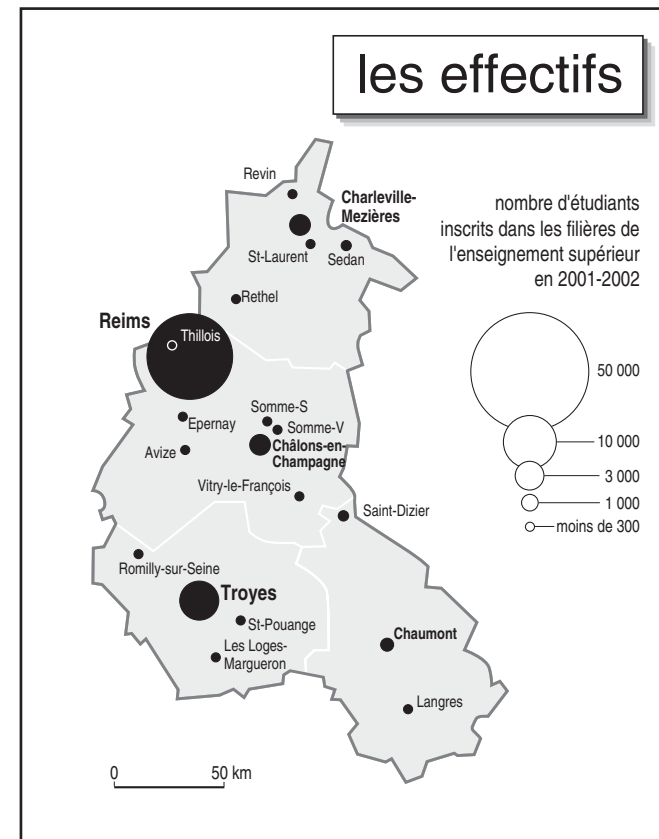 les effectifs
Revin
Charleville-
Mezières
St-Laurent
Sedan
Rethel
Reims
Thillois
nombre d'étudiants
inscrits dans les filières de
l'enseignement supérieur
en 2001-2002
50 000
10 000
3 000
1 000
moins de 300
Epernay
Somme-S
Somme-V
Avize
Châlons-en-
Champagne
Vitry-le-François
Saint-Dizier
Romilly-sur-Seine
Troyes
St-Pouange
Les Loges-
Margueron
Chaumont
Langres
0 50 km